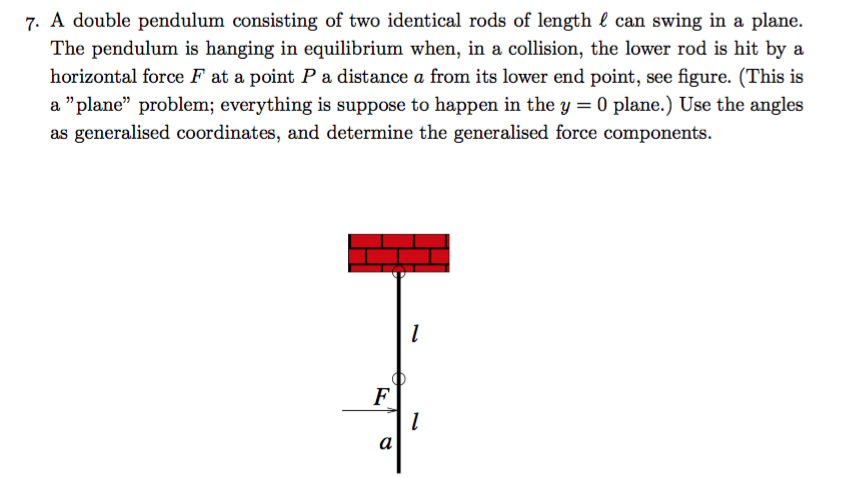 7. A double pendulum consisting of two identical rods of length ℓ can swing in a plane.
The pendulum is hanging in equilibrium when, in a collision, the lower rod is hit by a
horizontal force F at a point P a distance a from its lower end point, see figure. (This is
a "plane" problem; everything is suppose to happen in the y = 0 plane.) Use the angles
as generalised coordinates, and determine the generalised force components.
l
F
l
a